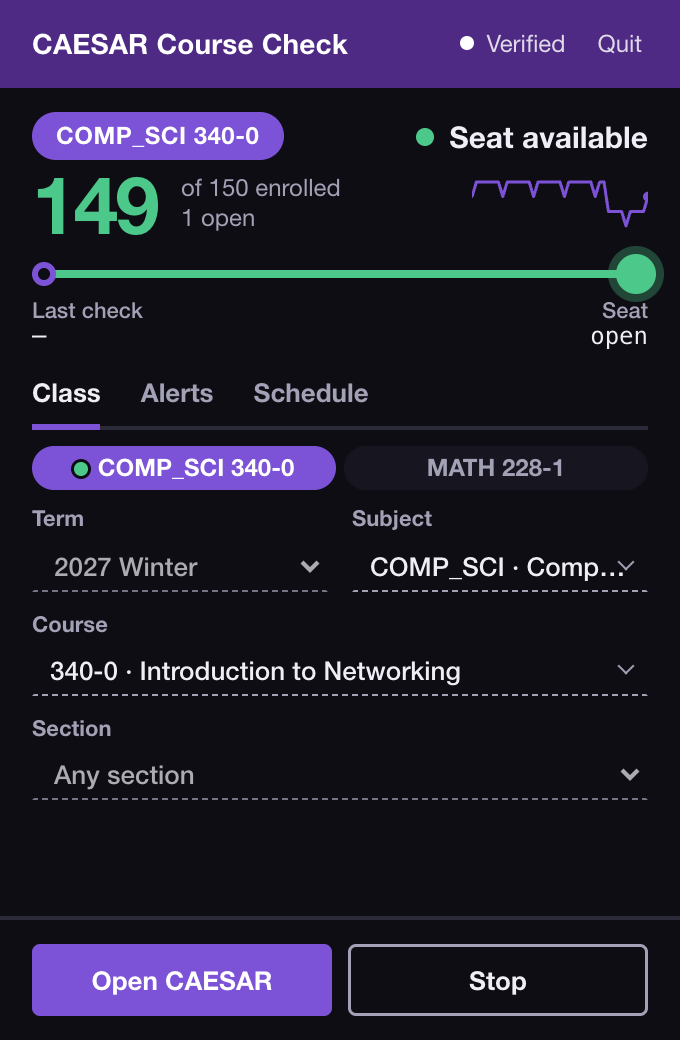 CAESAR Course Check
Verified
Quit
COMP_SCI 340-0
Seat available
149
of 150 enrolled
1 open
Last check
Seat
–
open
Class
Alerts
Schedule
COMP_SCI 340-0
MATH 228-1
Term
Subject
2027 Winter
COMP_SCI · Comp…
Course
340-0 · Introduction to Networking
Section
Any section
Open CAESAR
Stop